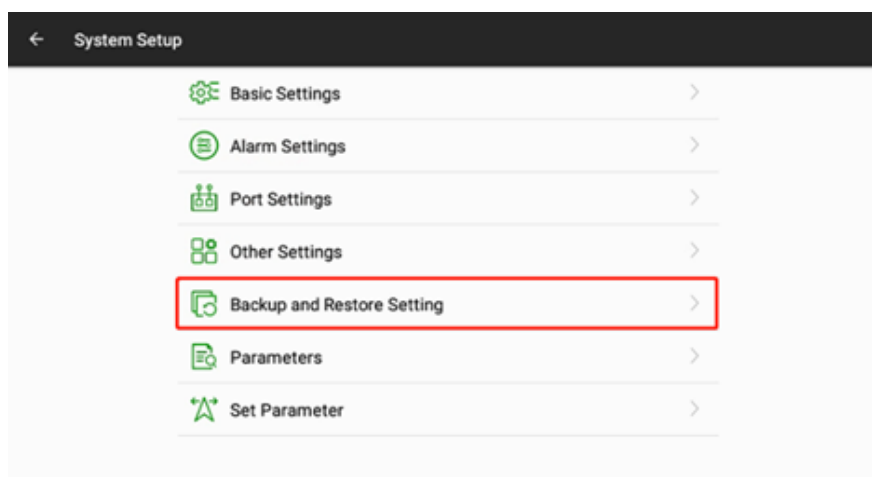 System Setup
Basic Settings
Alarm Settings
Port Settings
Other Settings
Backup and Restore Setting
Parameters
Set Parameter